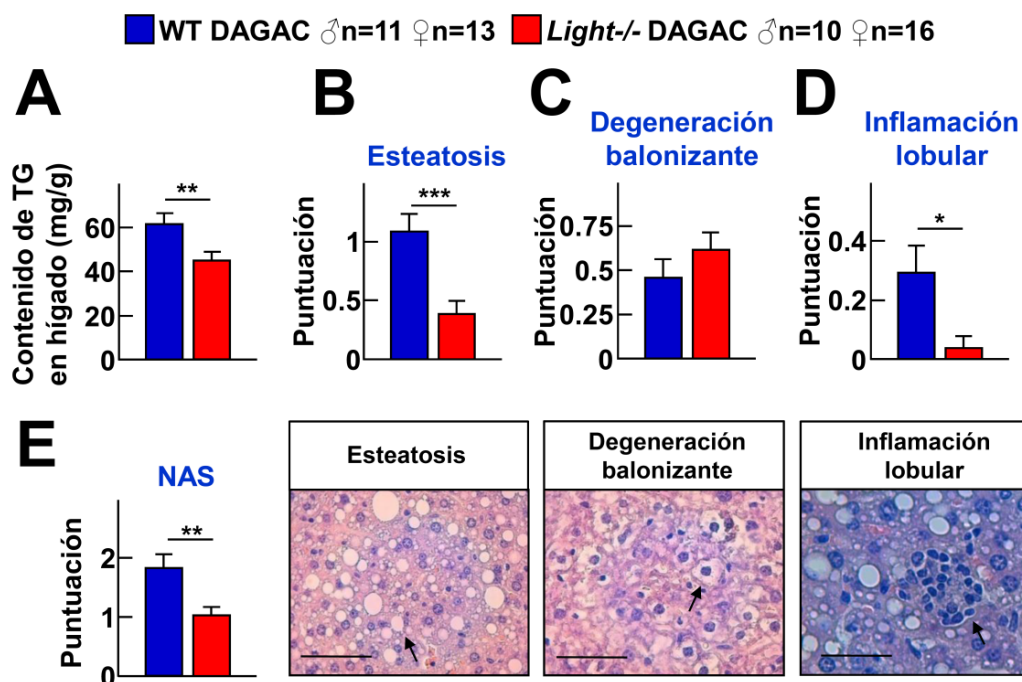 WT DAGAC ♂n=11 ♀n=13 Light-/- DAGAC ♂n=10 ♀n=16
A
Contenido de TG
en hígado (mg/g)
60
40
20
0
**
B
Esteatosis
Puntuación
1
0.5
0
***
C
Degeneración
balonizante
Puntuación
0.75
0.5
0.25
0
D
Inflamación
lobular
Puntuación
0.4
0.2
0
*
E
NAS
Puntuación
2
1
0
**
Esteatosis
Degeneración
balonizante
Inflamación
lobular